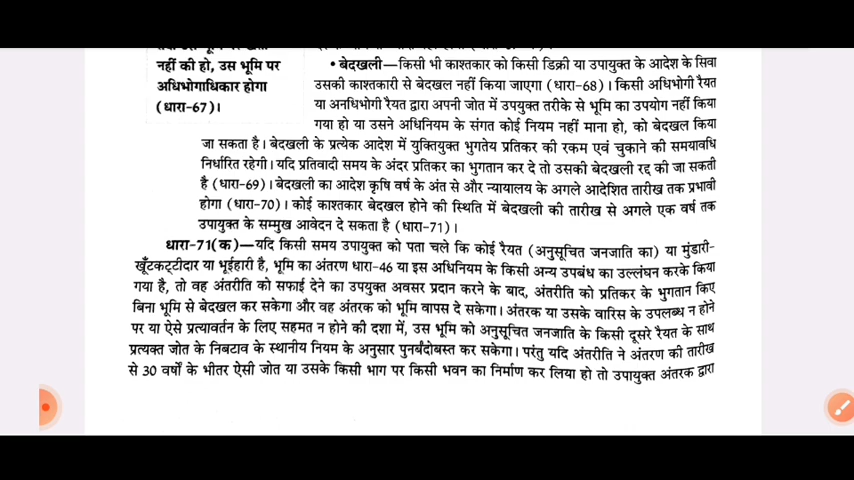 नहीं की हो, उस भूमि पर
अधिभोगाधिकार होगा
(धारा-67)।
• बेदखली—किसी भी काश्तकार को किसी डिक्री या उपायुक्त के आदेश के सिवा
उसकी काश्तकारी से बेदखल नहीं किया जाएगा (धारा-68)। किसी अधिभोगी रैयत
या अनधिभोगी रैयत द्वारा अपनी जोत में उपयुक्त तरीके से भूमि का उपयोग नहीं किया
गया हो या उसने अधिनियम के संगत कोई नियम नहीं माना हो, को बेदखल किया
जा सकता है। बेदखली के प्रत्येक आदेश में युक्तियुक्त भुगतेय प्रतिकर की रकम एवं चुकाने की समयावधि
निर्धारित रहेगी। यदि प्रतिवादी समय के अंदर प्रतिकर का भुगतान कर दे तो उसकी बेदखली रद्द की जा सकती
है (धारा-69)। बेदखली का आदेश कृषि वर्ष के अंत से और न्यायालय के अगले आदेशित तारीख तक प्रभावी
होगा (धारा-70)। कोई काश्तकार बेदखल होने की स्थिति में बेदखली की तारीख से अगले एक वर्ष तक
उपायुक्त के सम्मुख आवेदन दे सकता है (धारा-71)।
धारा-71(क)—यदि किसी समय उपायुक्त को पता चले कि कोई रैयत (अनुसूचित जनजाति का) या मुंडारी-
खूँटकट्टीदार या भूईहारी है, भूमि का अंतरण धारा-46 या इस अधिनियम के किसी अन्य उपबंध का उल्लंघन करके किया
गया है, तो वह अंतरीति को सफाई देने का उपयुक्त अवसर प्रदान करने के बाद, अंतरीति को प्रतिकर के भुगतान किए
बिना भूमि से बेदखल कर सकेगा और वह अंतरक को भूमि वापस दे सकेगा। अंतरक या उसके वारिस के उपलब्ध न होने
पर या ऐसे प्रत्यावर्तन के लिए सहमत न होने की दशा में, उस भूमि को अनुसूचित जनजाति के किसी दूसरे रैयत के साथ
प्रत्यक्त जोत के निबटाव के स्थानीय नियम के अनुसार पुनर्बंदोबस्त कर सकेगा। परंतु यदि अंतरीति ने अंतरण की तारीख
से 30 वर्षों के भीतर ऐसी जोत या उसके किसी भाग पर किसी भवन का निर्माण कर लिया हो तो उपायुक्त अंतरक द्वारा